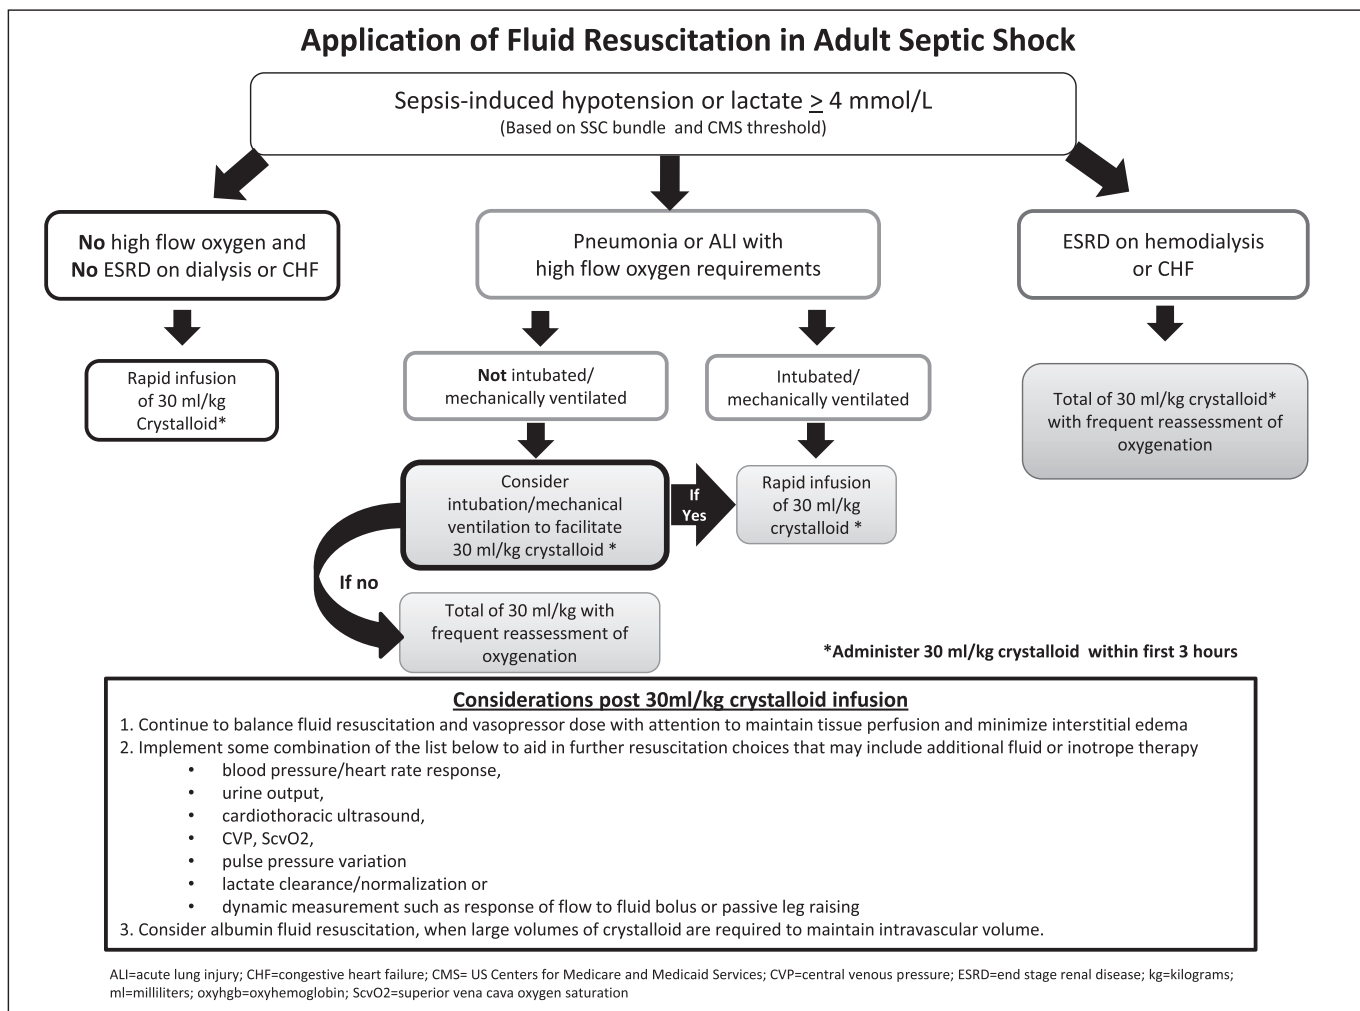 Application of Fluid Resuscitation in Adult Septic Shock
Sepsis-induced hypotension or lactate ≥ 4 mmol/L
(Based on SSC bundle and CMS threshold)
No high flow oxygen and
No ESRD on dialysis or CHF
Rapid infusion
of 30 ml/kg
Crystalloid*
Pneumonia or ALI with
high flow oxygen requirements
Not intubated/
mechanically ventilated
Consider
intubation/mechanical
ventilation to facilitate
30 ml/kg crystalloid *
If
Yes
If no
Total of 30 ml/kg with
frequent reassessment of
oxygenation
Intubated/
mechanically ventilated
Rapid infusion
of 30 ml/kg
crystalloid *
ESRD on hemodialysis
or CHF
Total of 30 ml/kg crystalloid*
with frequent reassessment of
oxygenation
*Administer 30 ml/kg crystalloid within first 3 hours
Considerations post 30ml/kg crystalloid infusion
1. Continue to balance fluid resuscitation and vasopressor dose with attention to maintain tissue perfusion and minimize interstitial edema
2. Implement some combination of the list below to aid in further resuscitation choices that may include additional fluid or inotrope therapy
• blood pressure/heart rate response,
• urine output,
• cardiothoracic ultrasound,
• CVP, ScvO2,
• pulse pressure variation
• lactate clearance/normalization or
• dynamic measurement such as response of flow to fluid bolus or passive leg raising
3. Consider albumin fluid resuscitation, when large volumes of crystalloid are required to maintain intravascular volume.
ALI=acute lung injury; CHF=congestive heart failure; CMS= US Centers for Medicare and Medicaid Services; CVP=central venous pressure; ESRD=end stage renal disease; kg=kilograms;
ml=milliliters; oxyhgb=oxyhemoglobin; ScvO2=superior vena cava oxygen saturation